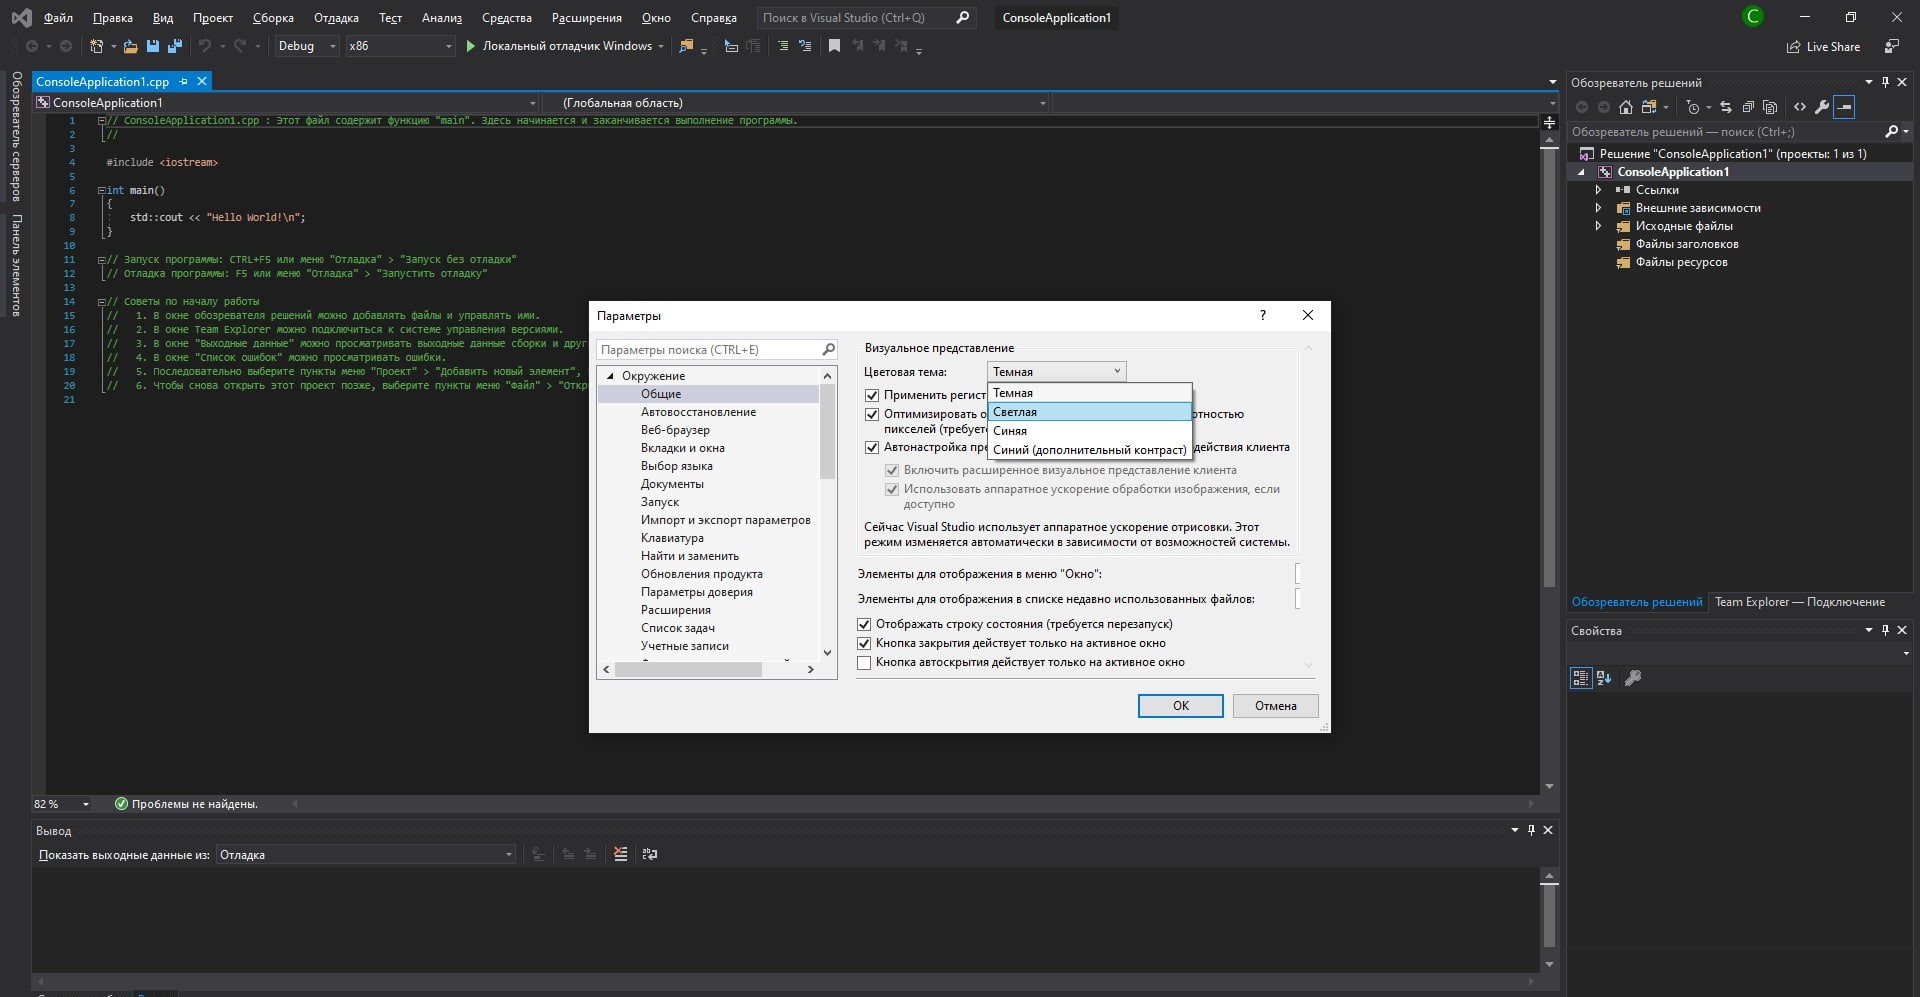 Файл Правка Вид Проект Сборка Отладка Тест Анализ Средства Расширения Окно Справка Поиск в Visual Studio (Ctrl+Q) ConsoleApplication1 C
Debug x86 Локальный отладчик Windows Live Share
Обозреватель серверов
Панель элементов
ConsoleApplication1.cpp
ConsoleApplication1 (Глобальная область)
1 // ConsoleApplication1.cpp : Этот файл содержит функцию "main". Здесь начинается и заканчивается выполнение программы.
2 //
3
4 #include <iostream>
5
6 int main()
7 {
8 std::cout << "Hello World!\n";
9 }
10
11 // Запуск программы: CTRL+F5 или меню "Отладка" > "Запуск без отладки"
12 // Отладка программы: F5 или меню "Отладка" > "Запустить отладку"
13
14 // Советы по началу работы
15 // 1. В окне обозревателя решений можно добавлять файлы и управлять ими.
16 // 2. В окне Team Explorer можно подключиться к системе управления версиями.
17 // 3. В окне "Выходные данные" можно просматривать выходные данные сборки и друг
18 // 4. В окне "Список ошибок" можно просматривать ошибки.
19 // 5. Последовательно выберите пункты меню "Проект" > "Добавить новый элемент",
20 // 6. Чтобы снова открыть этот проект позже, выберите пункты меню "Файл" > "Откр
21
Параметры ?
Параметры поиска (CTRL+E)
Окружение
Общие
Автовосстановление
Веб-браузер
Вкладки и окна
Выбор языка
Документы
Запуск
Импорт и экспорт параметров
Клавиатура
Найти и заменить
Обновления продукта
Параметры доверия
Расширения
Список задач
Учетные записи
Визуальное представление
Цветовая тема: Темная
Темная
Светлая
Синяя
Синий (дополнительный контраст)
Применить регист
Оптимизировать о ртностью
пикселей (требуетс
Автонастройка пре действия клиента
Включить расширенное визуальное представление клиента
Использовать аппаратное ускорение обработки изображения, если
доступно
Сейчас Visual Studio использует аппаратное ускорение отрисовки. Этот
режим изменяется автоматически в зависимости от возможностей системы.
Элементы для отображения в меню "Окно":
Элементы для отображения в списке недавно использованных файлов:
Отображать строку состояния (требуется перезапуск)
Кнопка закрытия действует только на активное окно
Кнопка автоскрытия действует только на активное окно
OK Отмена
82 % Проблемы не найдены.
Вывод
Показать выходные данные из: Отладка
Обозреватель решений
Обозреватель решений — поиск (Ctrl+;)
Решение "ConsoleApplication1" (проекты: 1 из 1)
ConsoleApplication1
Ссылки
Внешние зависимости
Исходные файлы
Файлы заголовков
Файлы ресурсов
Обозреватель решений Team Explorer — Подключение
Свойства